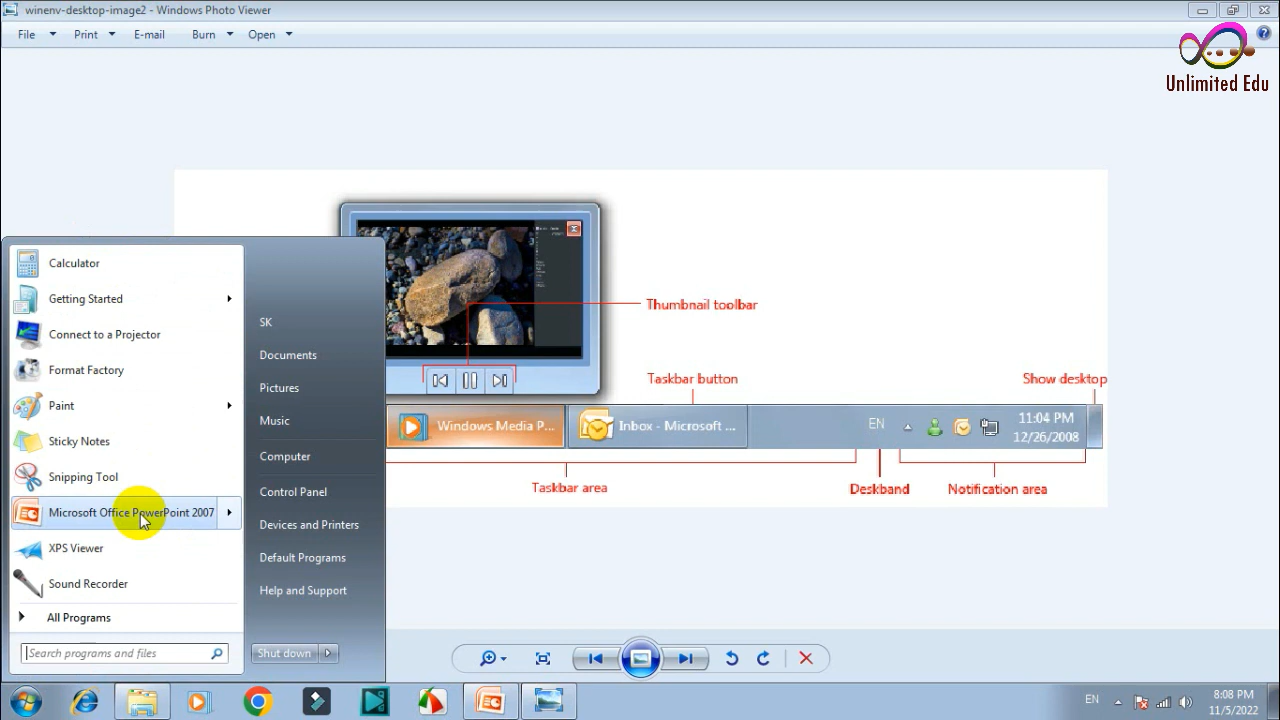 winenv-desktop-image2 - Windows Photo Viewer
File Print E-mail Burn Open
Unlimited Edu
Thumbnail toolbar
Taskbar button
Show desktop
Windows Media P...
Inbox - Microsoft ...
EN
11:04 PM
12/26/2008
Taskbar area
Deskband
Notification area
Calculator
Getting Started
Connect to a Projector
Format Factory
Paint
Sticky Notes
Snipping Tool
Microsoft Office PowerPoint 2007
XPS Viewer
Sound Recorder
All Programs
Search programs and files
SK
Documents
Pictures
Music
Computer
Control Panel
Devices and Printers
Default Programs
Help and Support
Shut down
EN
8:08 PM
11/5/2022